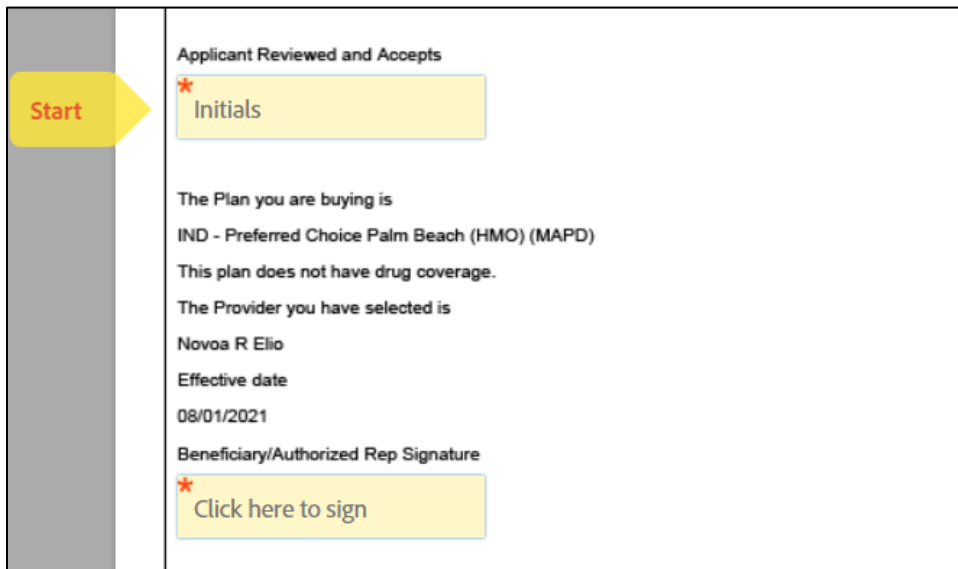 Applicant Reviewed and Accepts
Start
* Initials
The Plan you are buying is
IND - Preferred Choice Palm Beach (HMO) (MAPD)
This plan does not have drug coverage.
The Provider you have selected is
Novoa R Elio
Effective date
08/01/2021
Beneficiary/Authorized Rep Signature
* Click here to sign